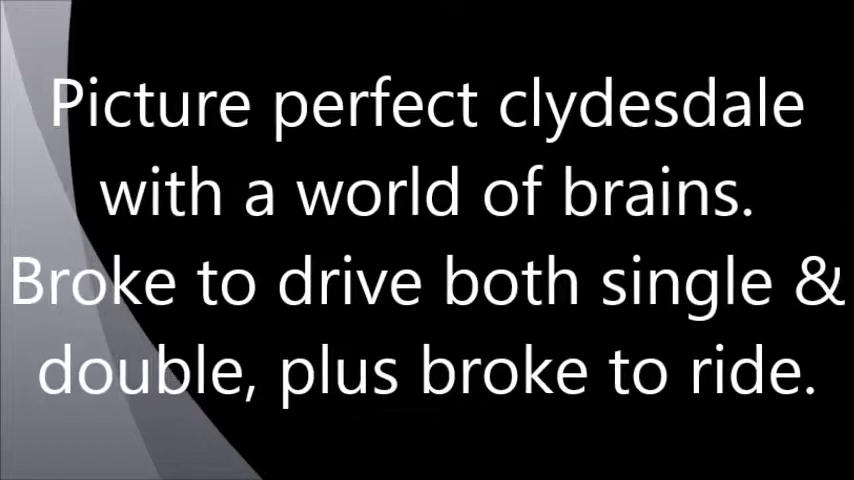 Picture perfect clydesdale
with a world of brains.
Broke to drive both single &
double, plus broke to ride.